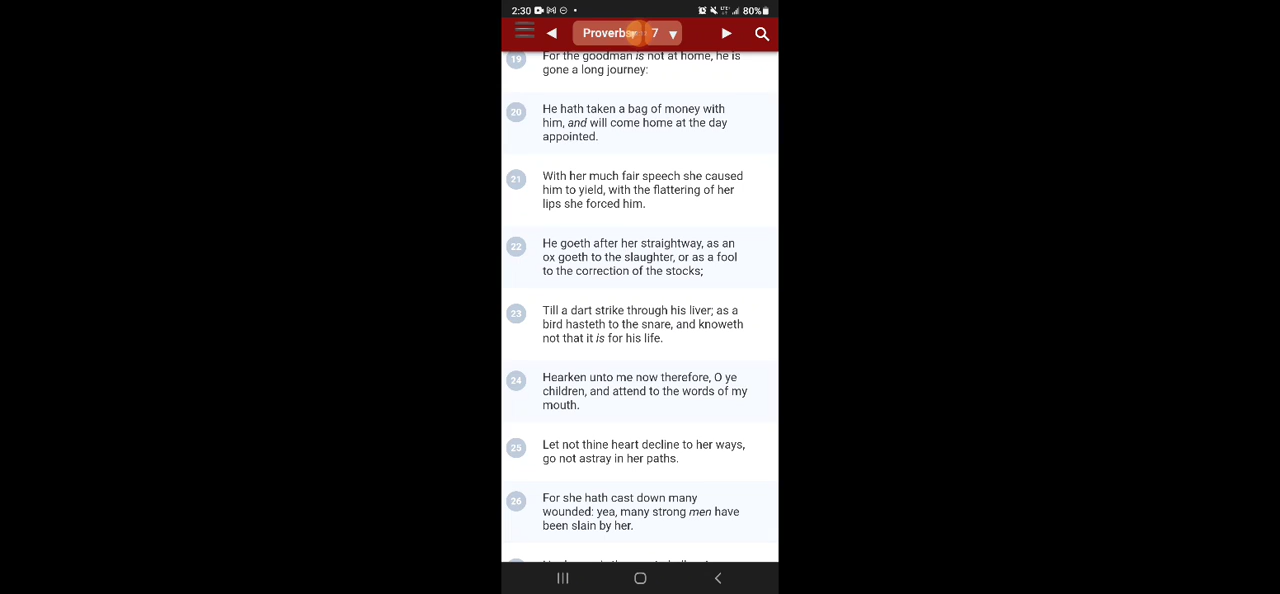 2:30 80%
Proverbs 7
19 For the goodman is not at home, he is
gone a long journey:
20 He hath taken a bag of money with
him, and will come home at the day
appointed.
21 With her much fair speech she caused
him to yield, with the flattering of her
lips she forced him.
22 He goeth after her straightway, as an
ox goeth to the slaughter, or as a fool
to the correction of the stocks;
23 Till a dart strike through his liver; as a
bird hasteth to the snare, and knoweth
not that it is for his life.
24 Hearken unto me now therefore, O ye
children, and attend to the words of my
mouth.
25 Let not thine heart decline to her ways,
go not astray in her paths.
26 For she hath cast down many
wounded: yea, many strong men have
been slain by her.